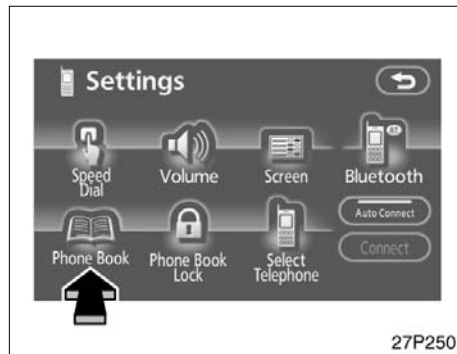 Settings
Speed
Dial
Volume
Screen
Bluetooth
Auto Connect
Phone Book
Phone Book
Lock
Select
Telephone
Connect
27P250